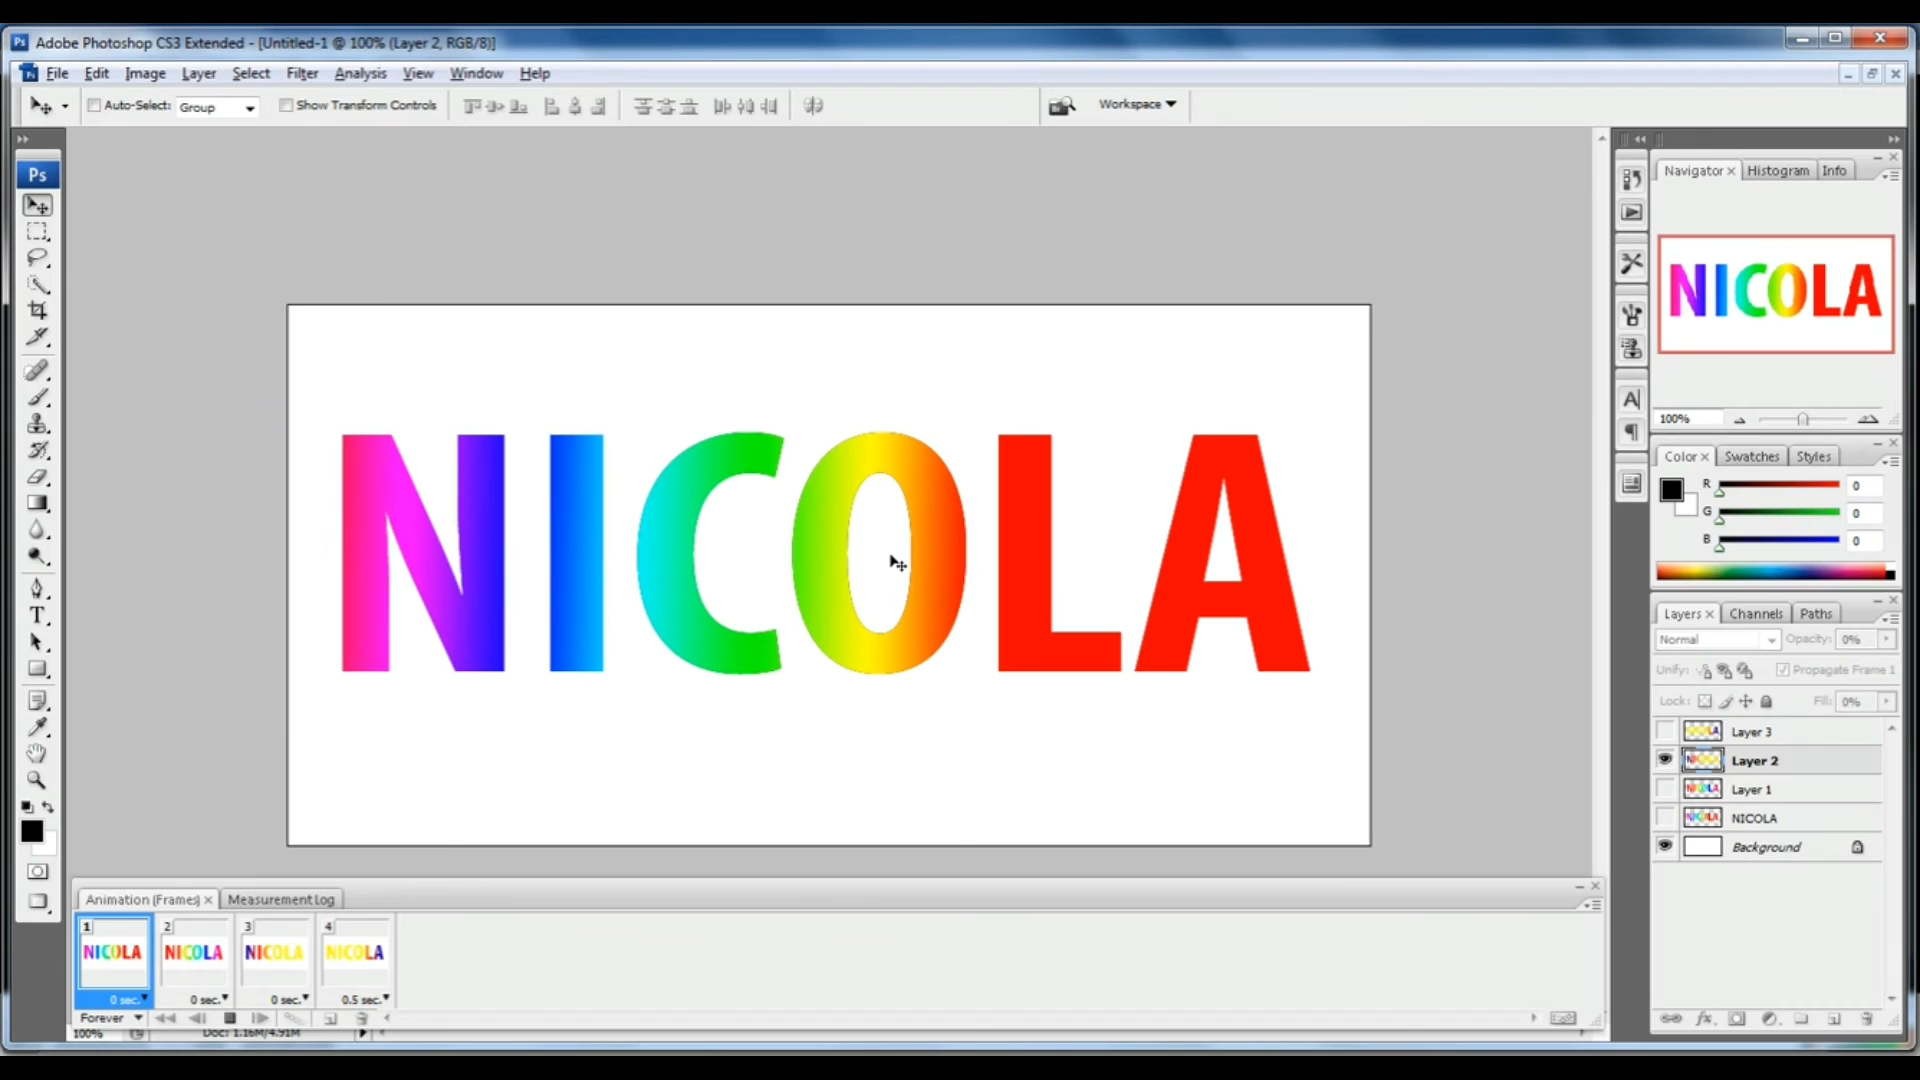 Ps Adobe Photoshop CS3 Extended - [Untitled-1 @ 100% (Layer 2, RGB/8)]
Ps File Edit Image Layer Select Filter Analysis View Window Help
Auto-Select: Group Show Transform Controls Workspace
Ps
Navigator Histogram Info
NICOLA
100%
NICOLA
Color Swatches Styles
R 0
G 0
B 0
Layers Channels Paths
Normal Opacity: 0%
Unify: Propagate Frame 1
Lock: Fill: 0%
Layer 3
Layer 2
Layer 1
NICOLA
Background
T
A
Animation (Frames) Measurement Log
1 2 3 4
NICOLA NICOLA NICOLA NICOLA
0 sec. 0 sec. 0 sec. 0.5 sec.
Forever
100% Doc: 1.16M/4.91M